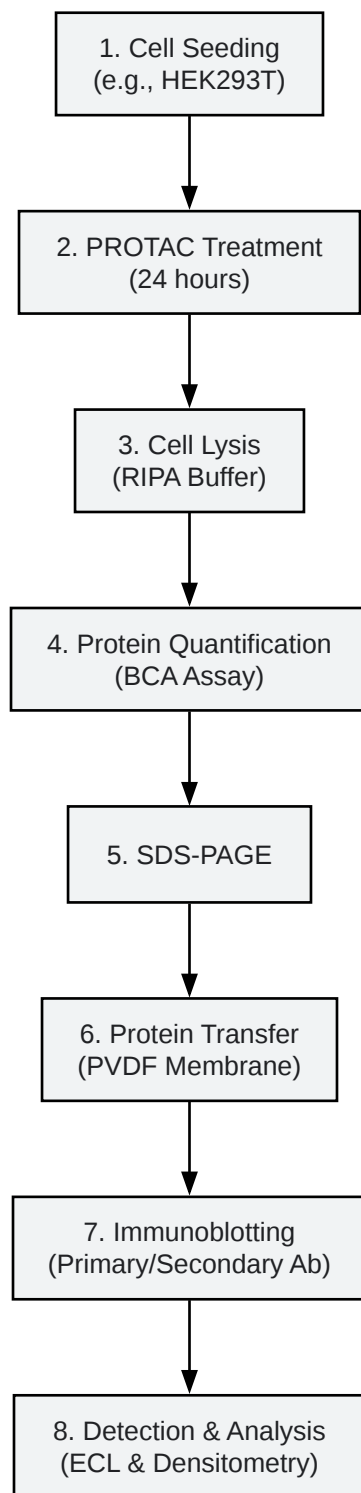 1. Cell Seeding
(e.g., HEK293T)
2. PROTAC Treatment
(24 hours)
3. Cell Lysis
(RIPA Buffer)
4. Protein Quantification
(BCA Assay)
5. SDS-PAGE
6. Protein Transfer
(PVDF Membrane)
7. Immunoblotting
(Primary/Secondary Ab)
8. Detection & Analysis
(ECL & Densitometry)